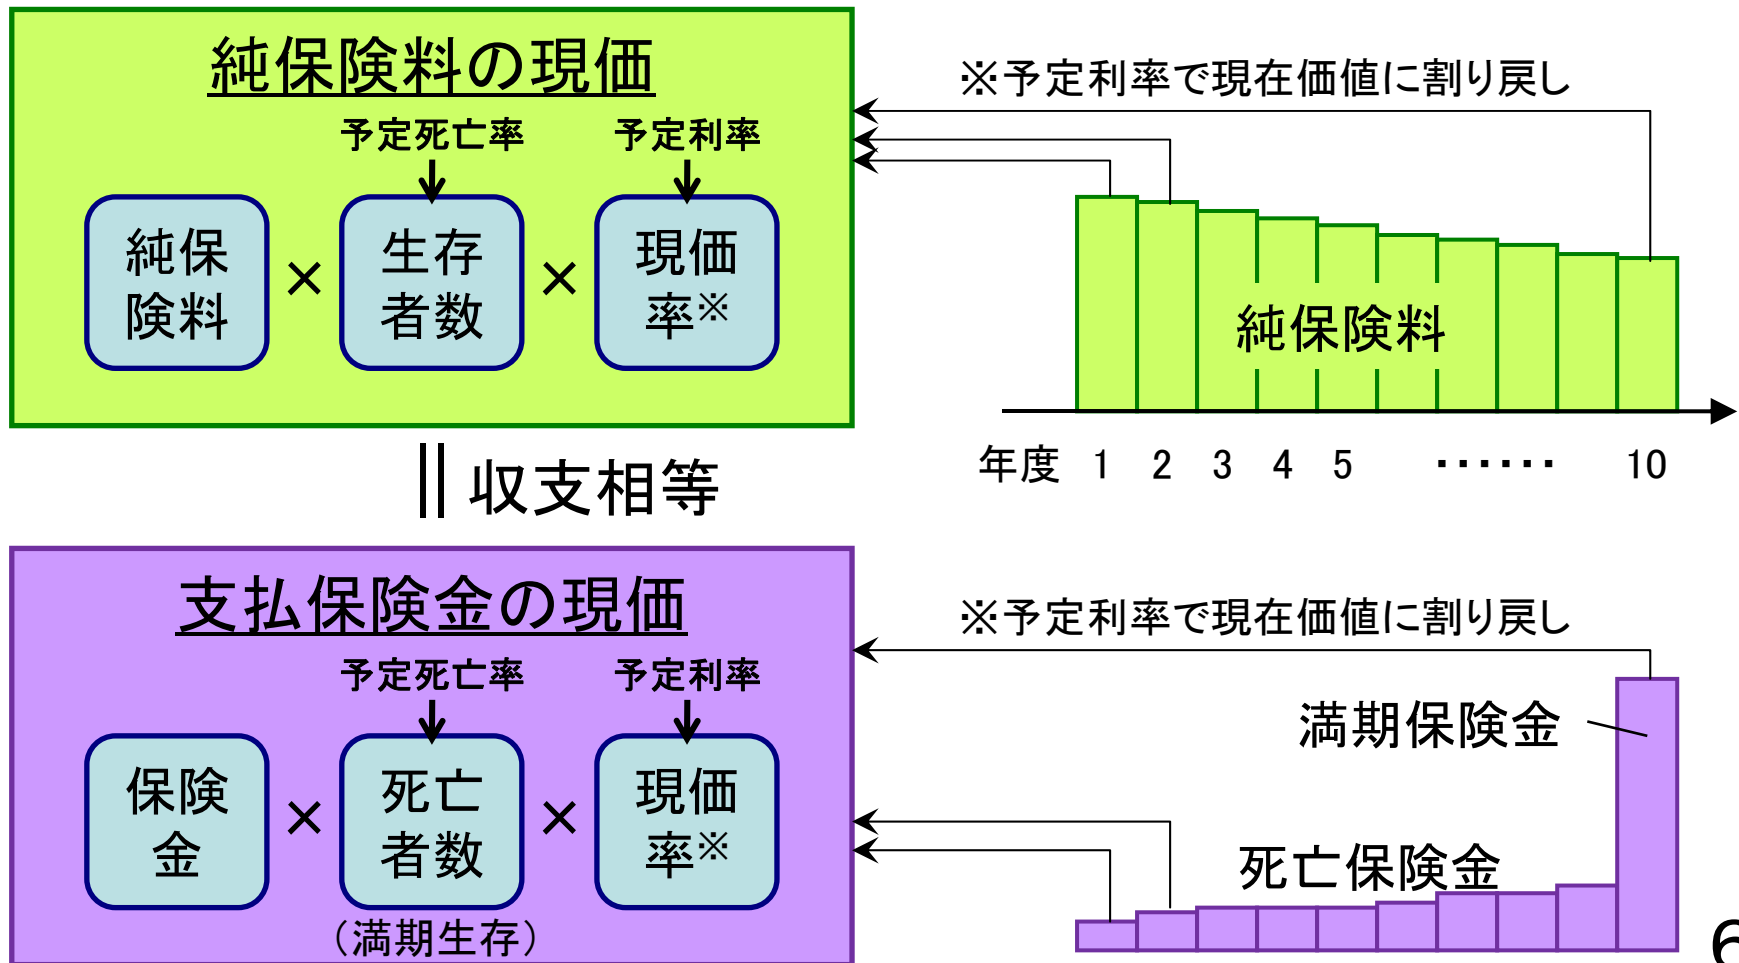 純保険料の現価
予定死亡率 予定利率
純保
険料
×
生存
者数
×
現価
率※
※予定利率で現在価値に割り戻し
純保険料
年度 1 2 3 4 5 ・・・・・・ 10
収支相等
支払保険金の現価
予定死亡率 予定利率
保険
金
×
死亡
者数
×
現価
率※
(満期生存)
※予定利率で現在価値に割り戻し
満期保険金
死亡保険金
6